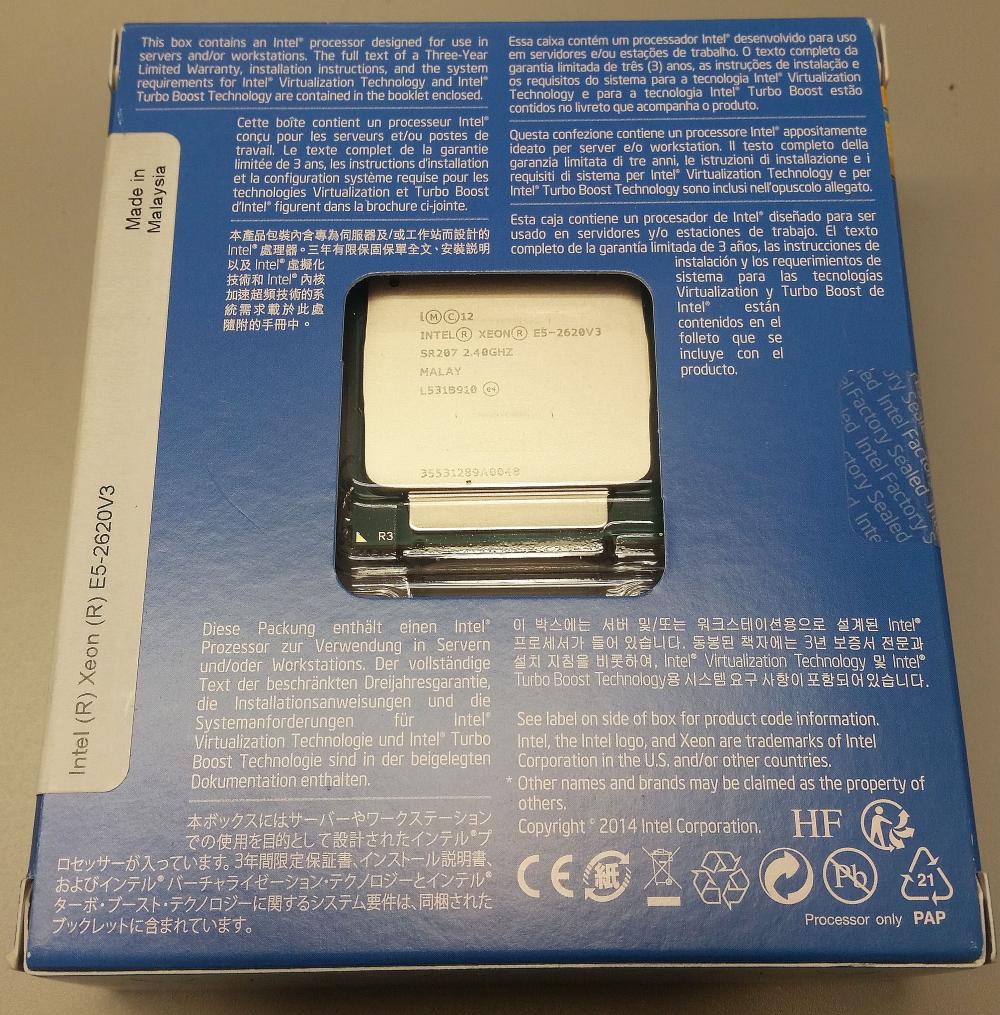 This box contains an Intel® processor designed for use in
servers and/or workstations. The full text of a Three-Year
Limited Warranty, installation instructions, and the system
requirements for Intel® Virtualization Technology and Intel®
Turbo Boost Technology are contained in the booklet enclosed.
Cette boîte contient un processeur Intel®
conçu pour les serveurs et/ou postes de
travail. Le texte complet de la garantie
limitée de 3 ans, les instructions d'installation
et la configuration système requise pour les
technologies Virtualization et Turbo Boost
d'Intel® figurent dans la brochure ci-jointe.
本產品包裝內含專為伺服器及/或工作站而設計的
Intel® 處理器。三年有限保固保單全文、安裝說明
以及 Intel® 虛擬化
技術和 Intel® 內核
加速超頻技術的系
統需求載於此處
隨附的手冊中。
Essa caixa contém um processador Intel® desenvolvido para uso
em servidores e/ou estações de trabalho. O texto completo da
garantia limitada de três (3) anos, as instruções de instalação e
os requisitos do sistema para a tecnologia Intel® Virtualization
Technology e para a tecnologia Intel® Turbo Boost estão
contidos no livreto que acompanha o produto.
Questa confezione contiene un processore Intel® appositamente
ideato per server e/o workstation. Il testo completo della
garanzia limitata di tre anni, le istruzioni di installazione e i
requisiti di sistema per Intel® Virtualization Technology e per
Intel® Turbo Boost Technology sono inclusi nell'opuscolo allegato.
Esta caja contiene un procesador de Intel® diseñado para ser
usado en servidores y/o estaciones de trabajo. El texto
completo de la garantía limitada de 3 años, las instrucciones de
instalación y los requerimientos de
sistema para las tecnologías
Virtualization y Turbo Boost de
Intel® están
contenidos en el
folleto que se
incluye con el
producto.
Made in
Malaysia
Intel (R) Xeon (R) E5-2620V3
i Ⓜ Ⓒ 12
INTEL® XEON® E5-2620V3
SR207 2.40GHZ
MALAY
L531B910 e4
35531289A0048
R3
Intel Factory Sealed
Diese Packung enthält einen Intel®
Prozessor zur Verwendung in Servern
und/oder Workstations. Der vollständige
Text der beschränkten Dreijahresgarantie,
die Installationsanweisungen und die
Systemanforderungen für Intel®
Virtualization Technologie und Intel® Turbo
Boost Technologie sind in der beigelegten
Dokumentation enthalten.
本ボックスにはサーバーやワークステーション
での使用を目的として設計されたインテル® プ
ロセッサーが入っています。3年間限定保証書、インストール説明書、
およびインテル® バーチャライゼーション・テクノロジーとインテル®
ターボ・ブースト・テクノロジーに関するシステム要件は、同梱された
ブックレットに含まれています。
이 박스에는 서버 및/또는 워크스테이션용으로 설계된 Intel®
프로세서가 들어 있습니다. 동봉된 책자에는 3년 보증서 전문과
설치 지침을 비롯하여, Intel® Virtualization Technology 및 Intel®
Turbo Boost Technology용 시스템 요구 사항이 포함되어 있습니다.
See label on side of box for product code information.
Intel, the Intel logo, and Xeon are trademarks of Intel
Corporation in the U.S. and/or other countries.
* Other names and brands may be claimed as the property of
others.
Copyright © 2014 Intel Corporation.
HF
CE
紙
Pb
21
Processor only
PAP